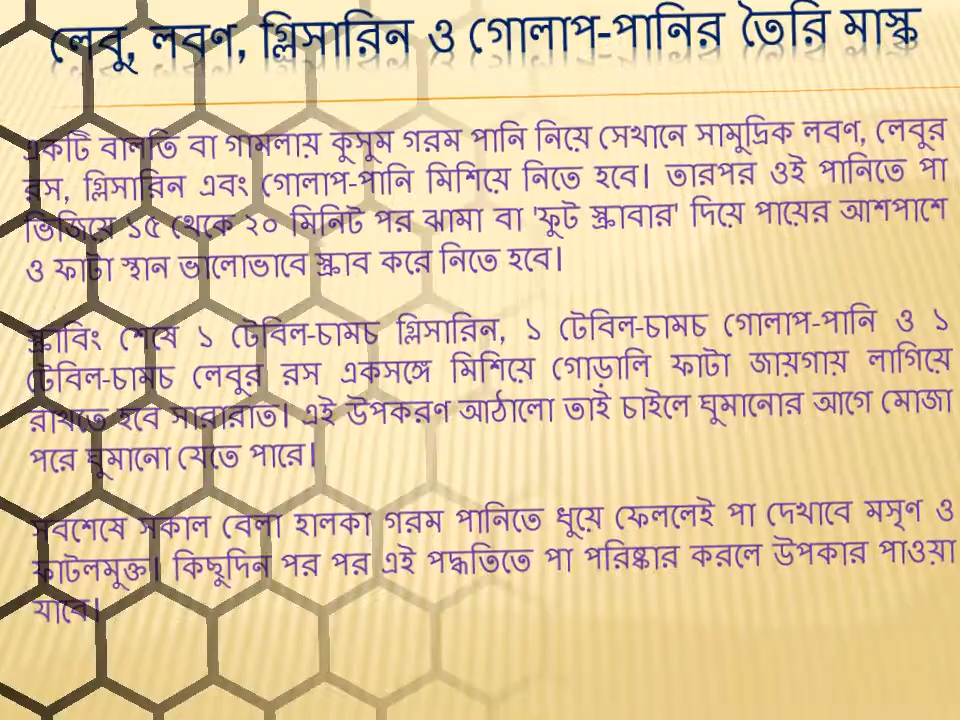 লেবু, লবণ, গ্লিসারিন ও গোলাপ-পানির তৈরি মাস্ক
একটি বালতি বা গামলায় কুসুম গরম পানি নিয়ে সেখানে সামুদ্রিক লবণ, লেবুর
রস, গ্লিসারিন এবং গোলাপ-পানি মিশিয়ে নিতে হবে। তারপর ওই পানিতে পা
ভিজিয়ে ১৫ থেকে ২০ মিনিট পর ঝামা বা 'ফুট স্ক্রাবার' দিয়ে পায়ের আশপাশে
ও ফাটা স্থান ভালোভাবে স্ক্রাব করে নিতে হবে।
স্ক্রাবিং শেষে ১ টেবিল-চামচ গ্লিসারিন, ১ টেবিল-চামচ গোলাপ-পানি ও ১
টেবিল-চামচ লেবুর রস একসঙ্গে মিশিয়ে গোড়ালি ফাটা জায়গায় লাগিয়ে
রাখতে হবে সারারাত। এই উপকরণ আঠালো তাই চাইলে ঘুমানোর আগে মোজা
পরে ঘুমানো যেতে পারে।
সবশেষে সকাল বেলা হালকা গরম পানিতে ধুয়ে ফেললেই পা দেখাবে মসৃণ ও
ফাটলমুক্ত। কিছুদিন পর পর এই পদ্ধতিতে পা পরিষ্কার করলে উপকার পাওয়া
যাবে।